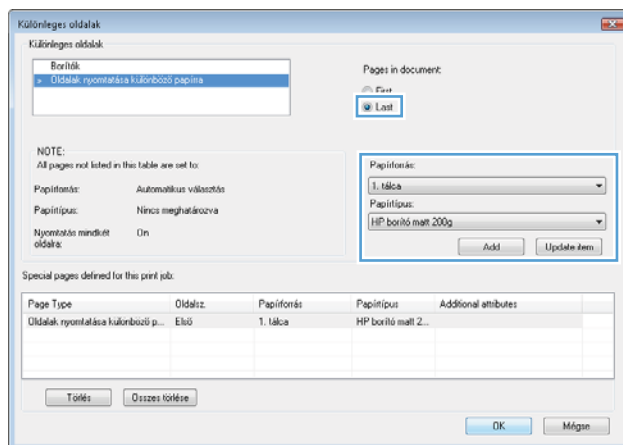 Különleges oldalak
Különleges oldalak
Borítók
» Oldalak nyomtatása különböző papírra
Pages in document:
First
Last
NOTE:
All pages not listed in this table are set to:
Papírforrás: Automatikus választás
Papírtípus: Nincs meghatározva
Nyomtatás mindkét oldalra: On
Papírforrás:
1. tálca
Papírtípus:
HP borító matt 200g
Add Update item
Special pages defined for this print job:
Page Type Oldalsz. Papírforrás Papírtípus Additional attributes
Oldalak nyomtatása különböző p... Első 1. tálca HP borító matt 2...
Törlés Összes törlése
OK Mégse